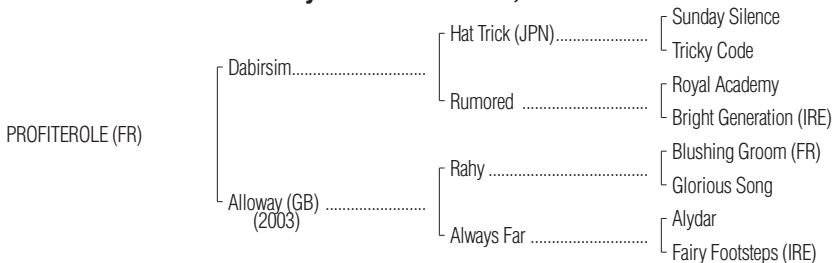 Hat Trick (JPN)
Sunday Silence
Tricky Code
Dabirsim
Rumored
Royal Academy
Bright Generation (IRE)
PROFITEROLE (FR)
Rahy
Blushing Groom (FR)
Glorious Song
Alloway (GB)
(2003)
Always Far
Alydar
Fairy Footsteps (IRE)